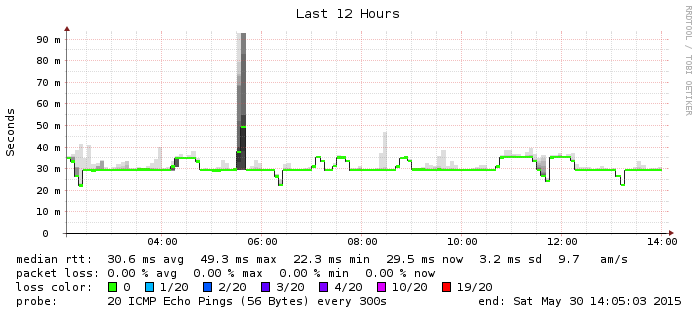 Last 12 Hours
RRDTOOL / TOBI OETIKER
Seconds
90 m
80 m
70 m
60 m
50 m
40 m
30 m
20 m
10 m
0
04:00 06:00 08:00 10:00 12:00 14:00
median rtt: 30.6 ms avg 49.3 ms max 22.3 ms min 29.5 ms now 3.2 ms sd 9.7 am/s
packet loss: 0.00 % avg 0.00 % max 0.00 % min 0.00 % now
loss color: 0 1/20 2/20 3/20 4/20 10/20 19/20
probe: 20 ICMP Echo Pings (56 Bytes) every 300s end: Sat May 30 14:05:03 2015